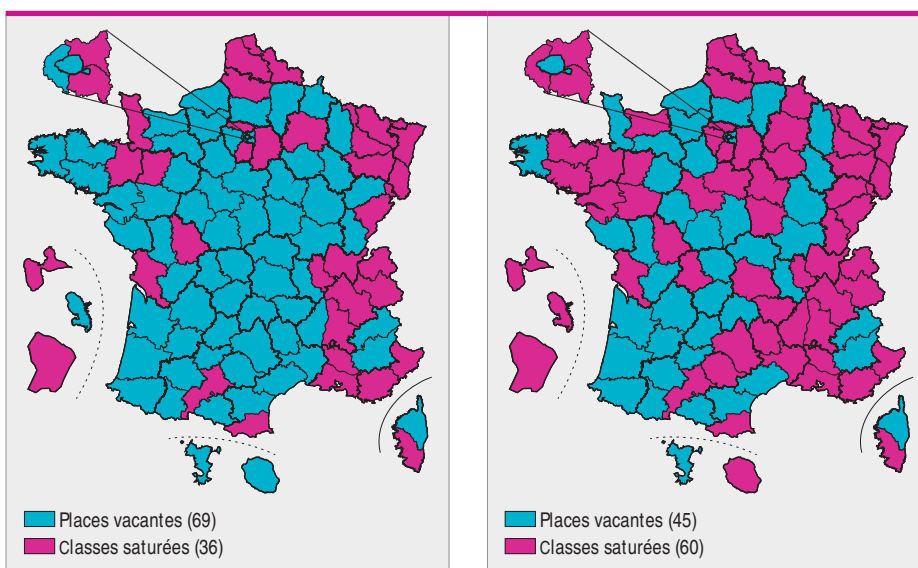 Places vacantes (69)
Classes saturées (36)
Places vacantes (45)
Classes saturées (60)